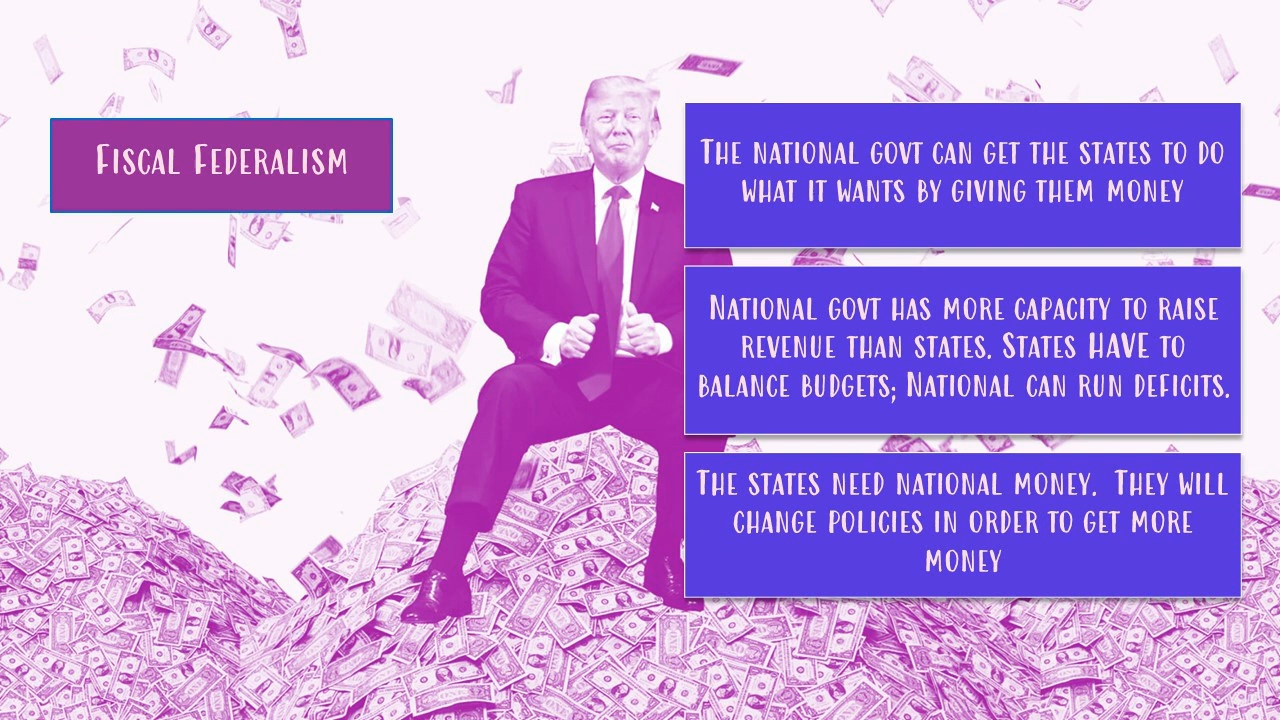 Fiscal Federalism
The national govt can get the states to do
what it wants by giving them money
National govt has more capacity to raise
revenue than states. States HAVE to
balance budgets; National can run deficits.
The states need national money.  They will
change policies in order to get more
money